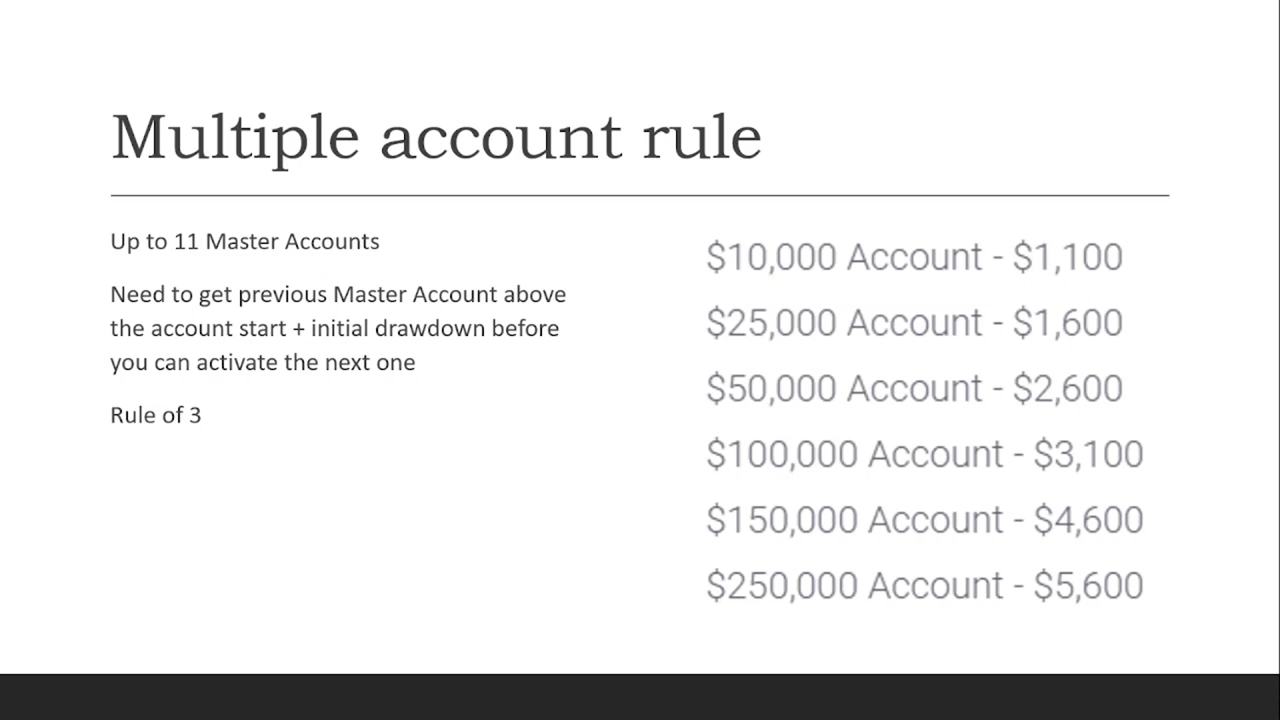 Multiple account rule
Up to 11 Master Accounts
Need to get previous Master Account above
the account start + initial drawdown before
you can activate the next one
Rule of 3
$10,000 Account - $1,100
$25,000 Account - $1,600
$50,000 Account - $2,600
$100,000 Account - $3,100
$150,000 Account - $4,600
$250,000 Account - $5,600